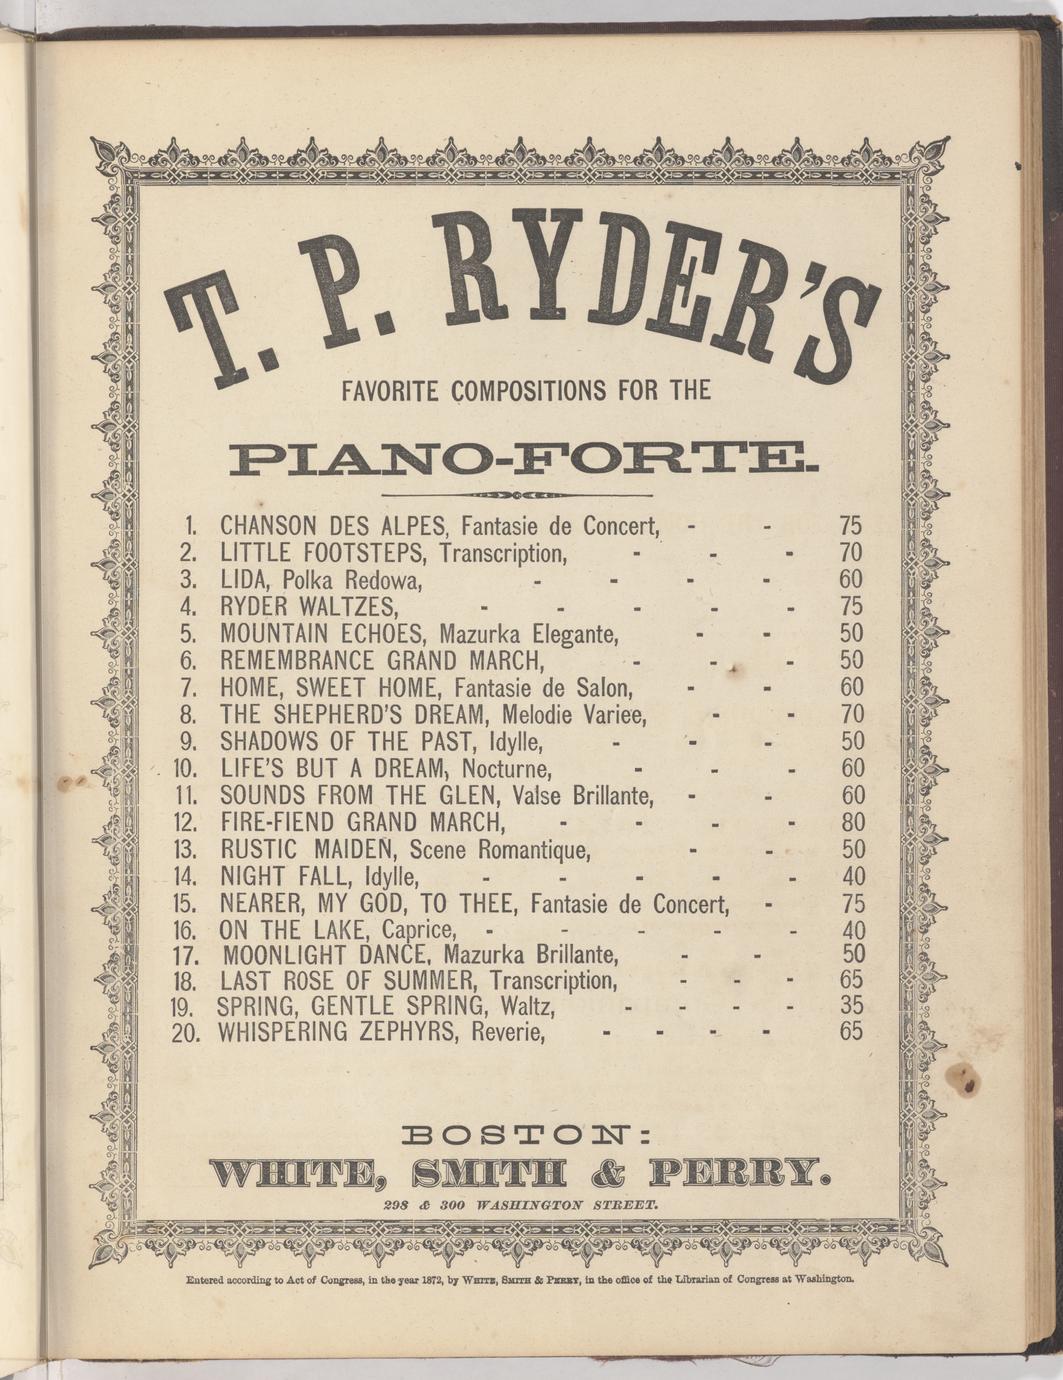 T. P. RYDER'S
FAVORITE COMPOSITIONS FOR THE
PIANO-FORTE.
1. CHANSON DES ALPES, Fantasie de Concert, - - 75
2. LITTLE FOOTSTEPS, Transcription, - - - 70
3. LIDA, Polka Redowa, - - - - 60
4. RYDER WALTZES, - - - - - 75
5. MOUNTAIN ECHOES, Mazurka Elegante, - - 50
6. REMEMBRANCE GRAND MARCH, - - - 50
7. HOME, SWEET HOME, Fantasie de Salon, - - 60
8. THE SHEPHERD'S DREAM, Melodie Variee, - - 70
9. SHADOWS OF THE PAST, Idylle, - - - 50
10. LIFE'S BUT A DREAM, Nocturne, - - - 60
11. SOUNDS FROM THE GLEN, Valse Brillante, - - 60
12. FIRE-FIEND GRAND MARCH, - - - - 80
13. RUSTIC MAIDEN, Scene Romantique, - - 50
14. NIGHT FALL, Idylle, - - - - - 40
15. NEARER, MY GOD, TO THEE, Fantasie de Concert, - 75
16. ON THE LAKE, Caprice, - - - - - 40
17. MOONLIGHT DANCE, Mazurka Brillante, - - 50
18. LAST ROSE OF SUMMER, Transcription, - - - 65
19. SPRING, GENTLE SPRING, Waltz, - - - - 35
20. WHISPERING ZEPHYRS, Reverie, - - - - 65
BOSTON:
WHITE, SMITH & PERRY.
298 & 300 WASHINGTON STREET.
Entered according to Act of Congress, in the year 1872, by WHITE, SMITH & PERRY, in the office of the Librarian of Congress at Washington.